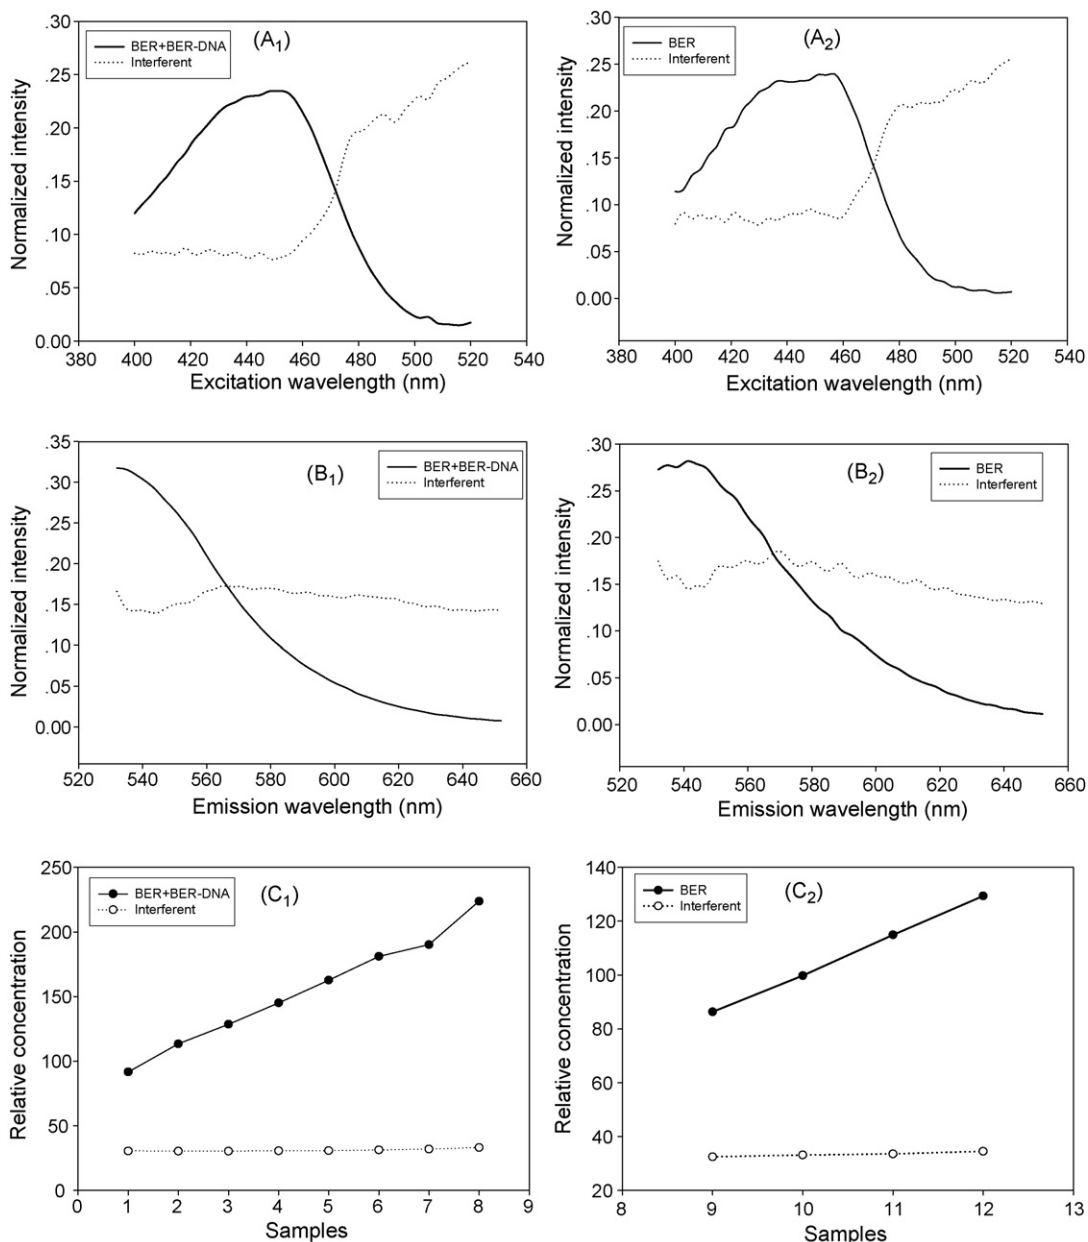 (A1)
BER+BER-DNA
Interferent
Normalized intensity
.30
.25
.20
.15
.10
.05
0.00
380 400 420 440 460 480 500 520 540
Excitation wavelength (nm)
(A2)
BER
Interferent
Normalized intensity
.30
.25
.20
.15
.10
.05
0.00
380 400 420 440 460 480 500 520 540
Excitation wavelength (nm)
(B1)
BER+BER-DNA
Interferent
Normalized intensity
.35
.30
.25
.20
.15
.10
.05
0.00
520 540 560 580 600 620 640 660
Emission wavelength (nm)
(B2)
BER
Interferent
Normalized intensity
.30
.25
.20
.15
.10
.05
0.00
520 540 560 580 600 620 640 660
Emission wavelength (nm)
(C1)
BER+BER-DNA
Interferent
Relative concentration
250
200
150
100
50
0
0 1 2 3 4 5 6 7 8 9
Samples
(C2)
BER
Interferent
Relative concentration
140
120
100
80
60
40
20
8 9 10 11 12 13
Samples